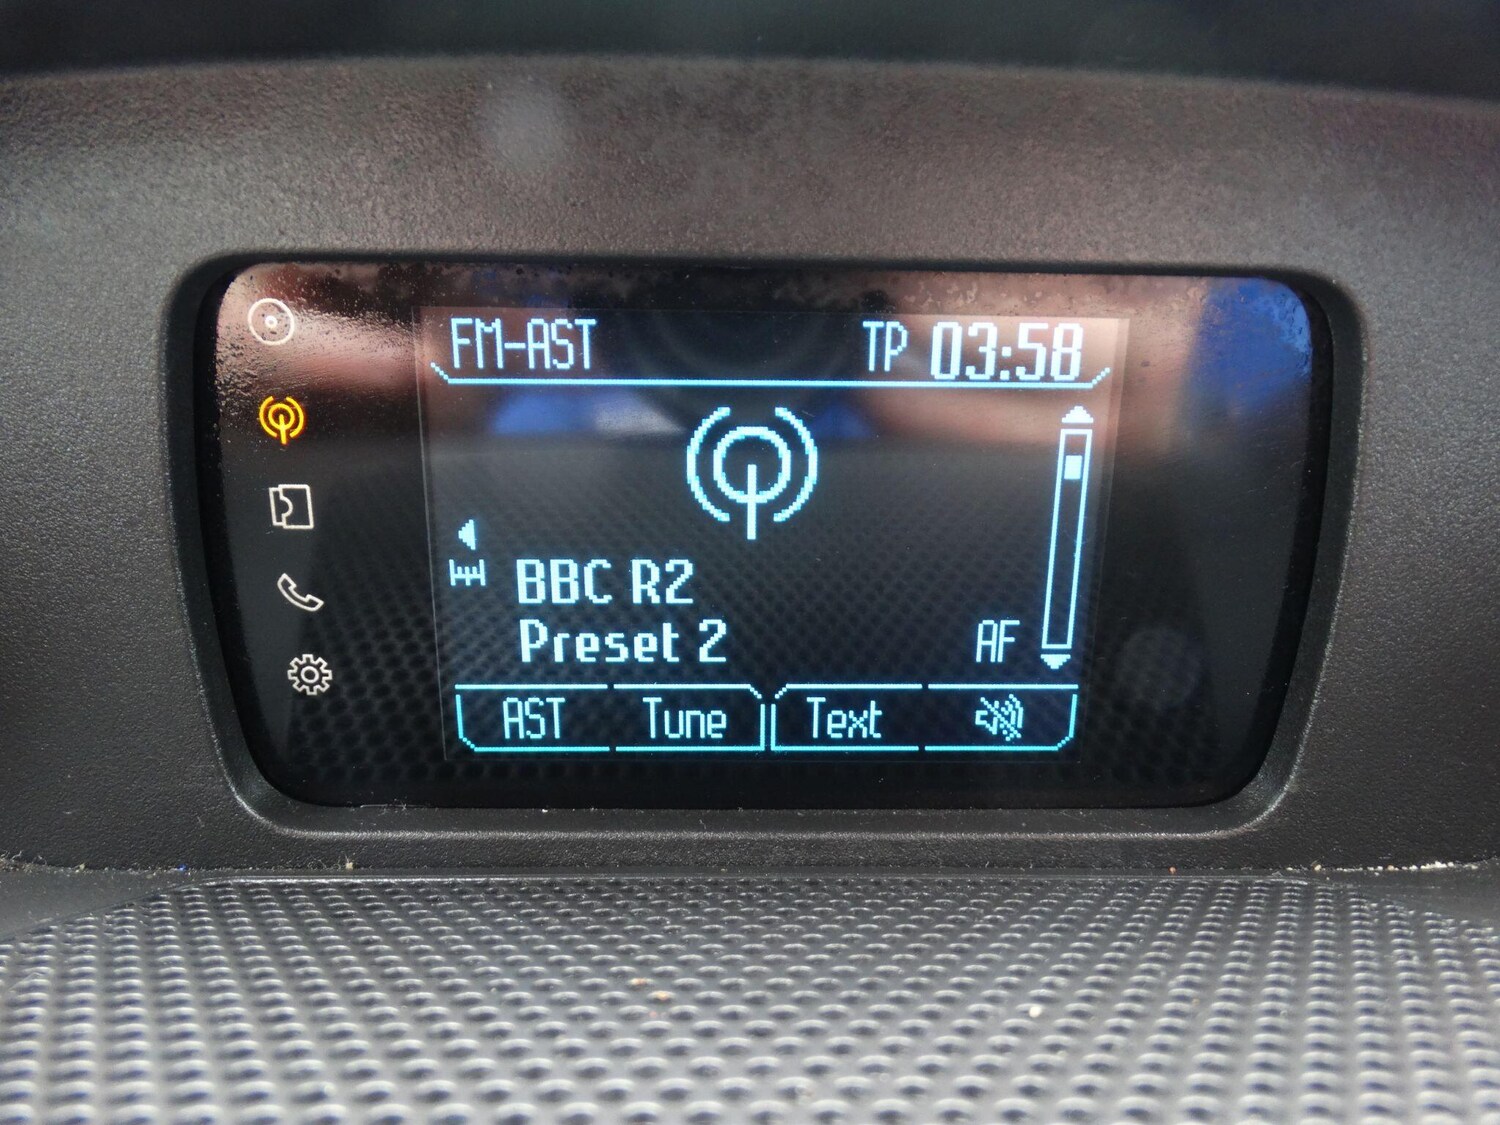 FM-AST TP 03:58
BBC R2
Preset 2 AF
AST Tune Text